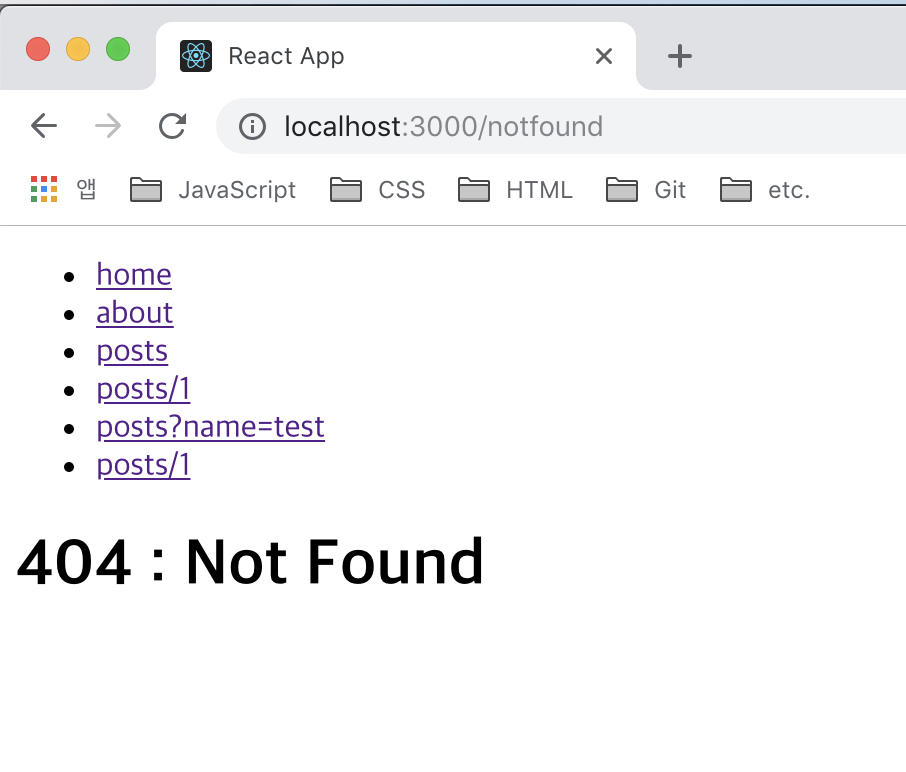 React App
localhost:3000/notfound
앱 JavaScript CSS HTML Git etc.
home
about
posts
posts/1
posts?name=test
posts/1
404 : Not Found